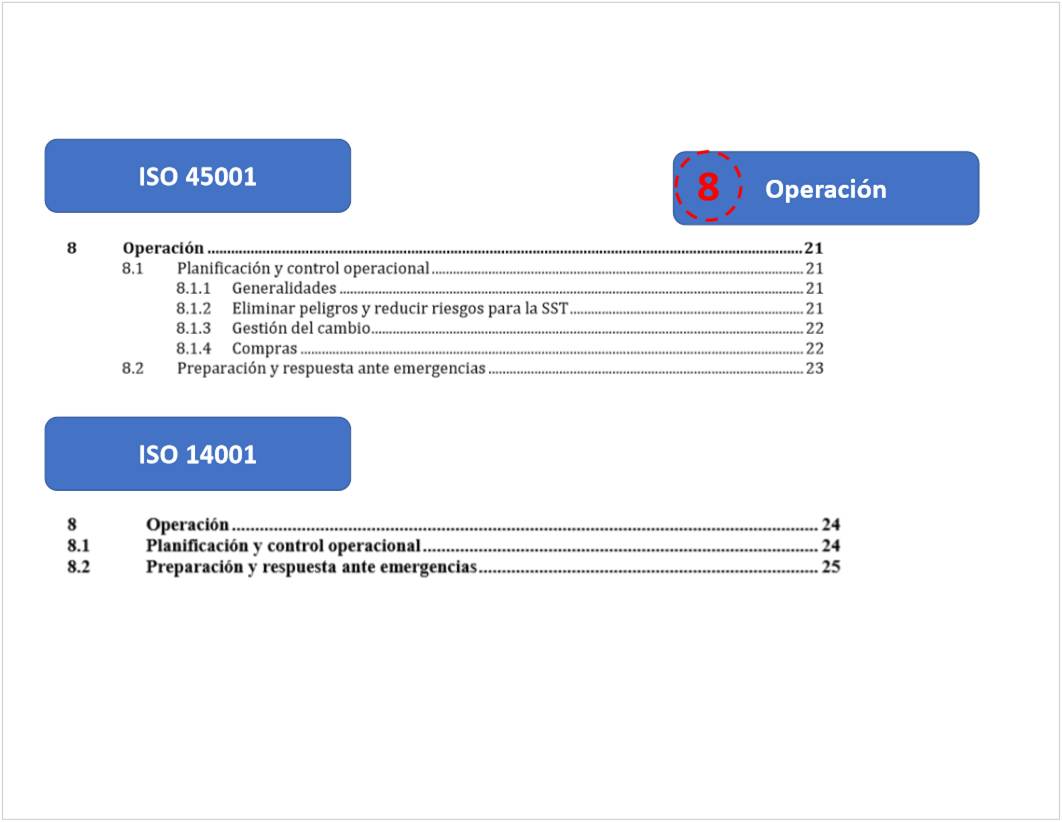 ISO 45001
8 Operación
8 Operación 21
8.1 Planificación y control operacional 21
8.1.1 Generalidades 21
8.1.2 Eliminar peligros y reducir riesgos para la SST 21
8.1.3 Gestión del cambio 22
8.1.4 Compras 22
8.2 Preparación y respuesta ante emergencias 23
ISO 14001
8 Operación 24
8.1 Planificación y control operacional 24
8.2 Preparación y respuesta ante emergencias 25